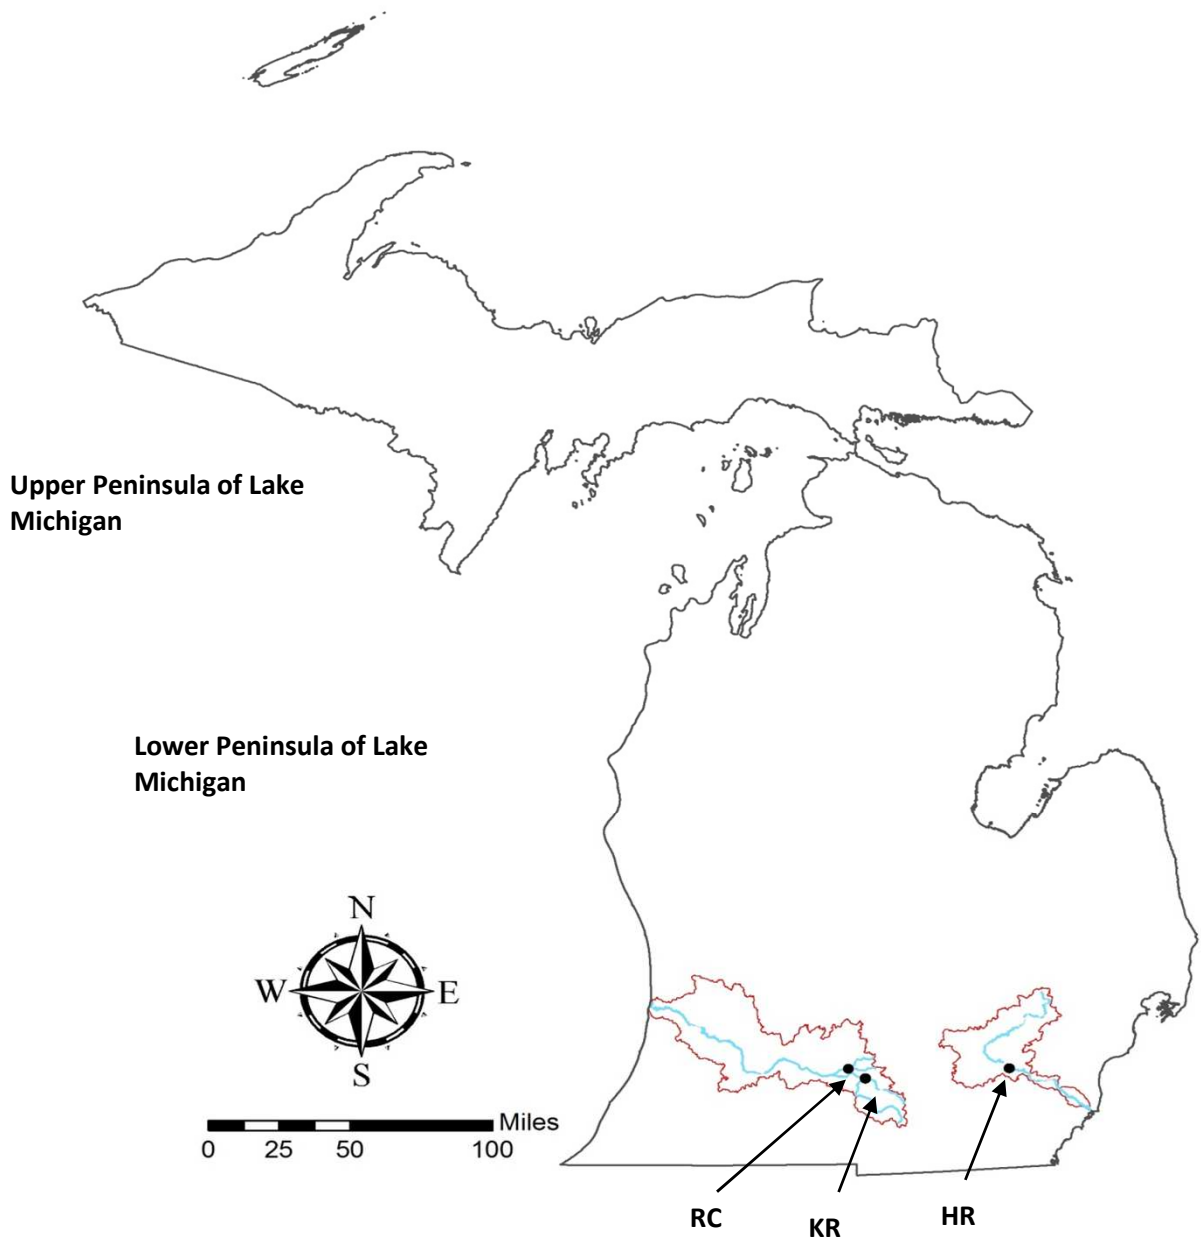 Upper Peninsula of Lake
Michigan
Lower Peninsula of Lake
Michigan
N
W
E
S
Miles
0 25 50 100
RC
KR
HR